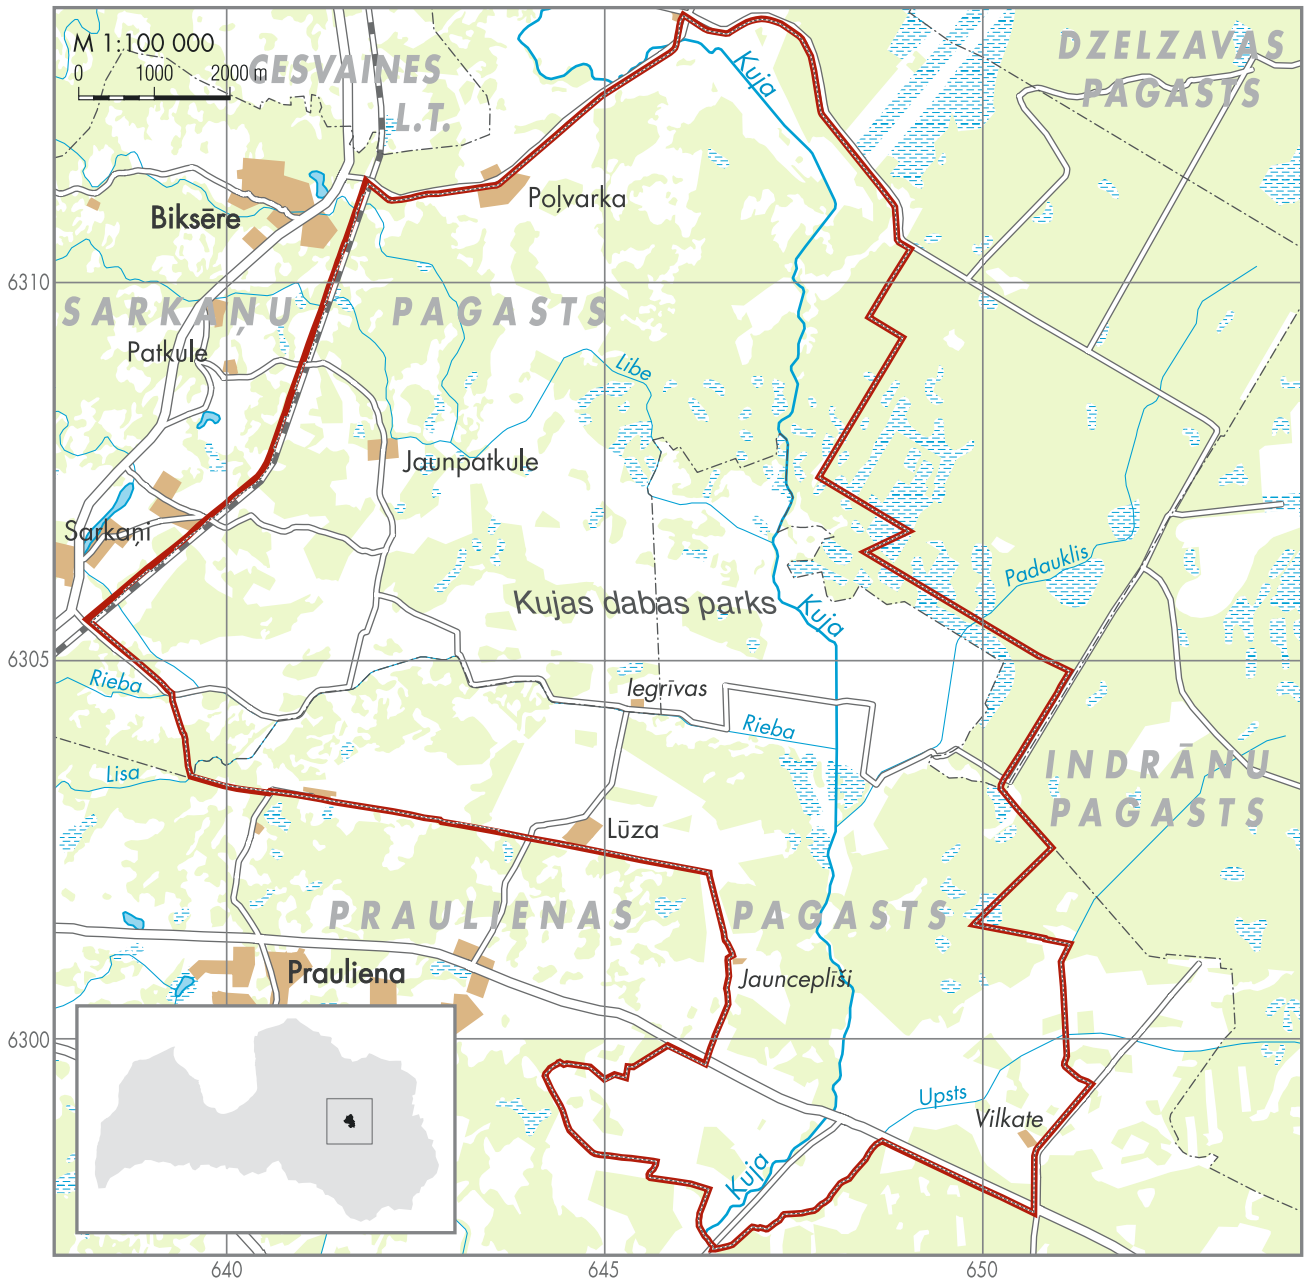 M 1:100 000
0 1000 2000 m
CESVAINES
L.T.
DZELZAVAS
PAGASTS
Kuja
Poļvarka
Biksēre
6310
SARKAŅU PAGASTS
Patkule
Libe
Jaunpatkule
Sarkaņi
Padauklis
Kujas dabas parks
Kuja
6305
Rieba
Iegrīvas
Rieba
Lisa
INDRĀNU
PAGASTS
Lūza
PRAULIENAS PAGASTS
Prauliena
Jaunceplīši
6300
Upsts
Vilkate
Kuja
640 645 650